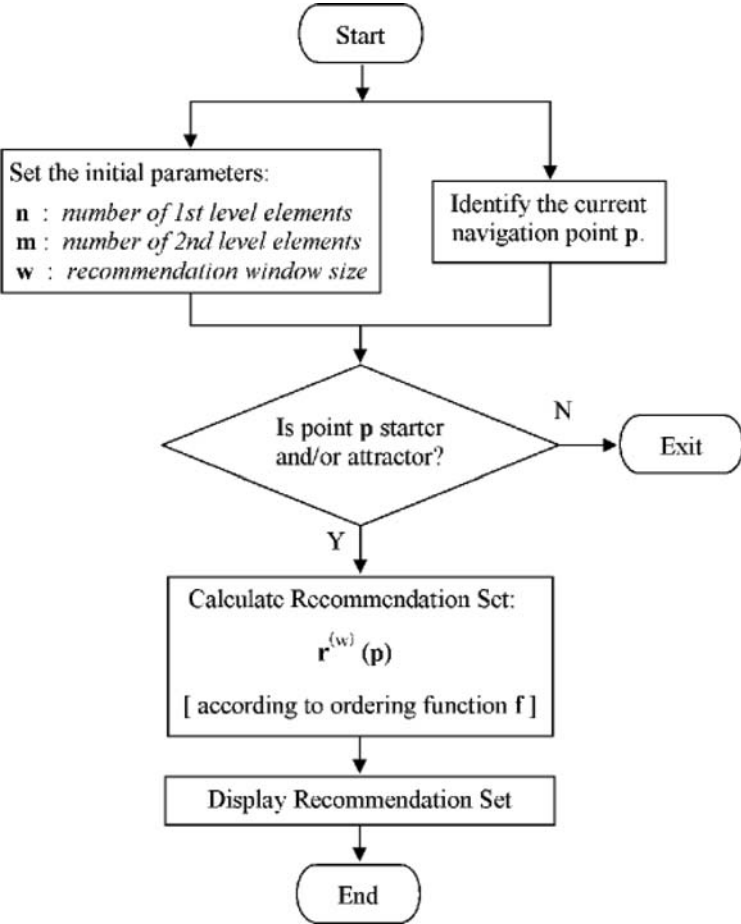 Start
Set the initial parameters:
n : number of 1st level elements
m : number of 2nd level elements
w : recommendation window size
Identify the current
navigation point p.
Is point p starter
and/or attractor?
N
Exit
Y
Calculate Recommendation Set:
r^{w} (p)
[ according to ordering function f ]
Display Recommendation Set
End